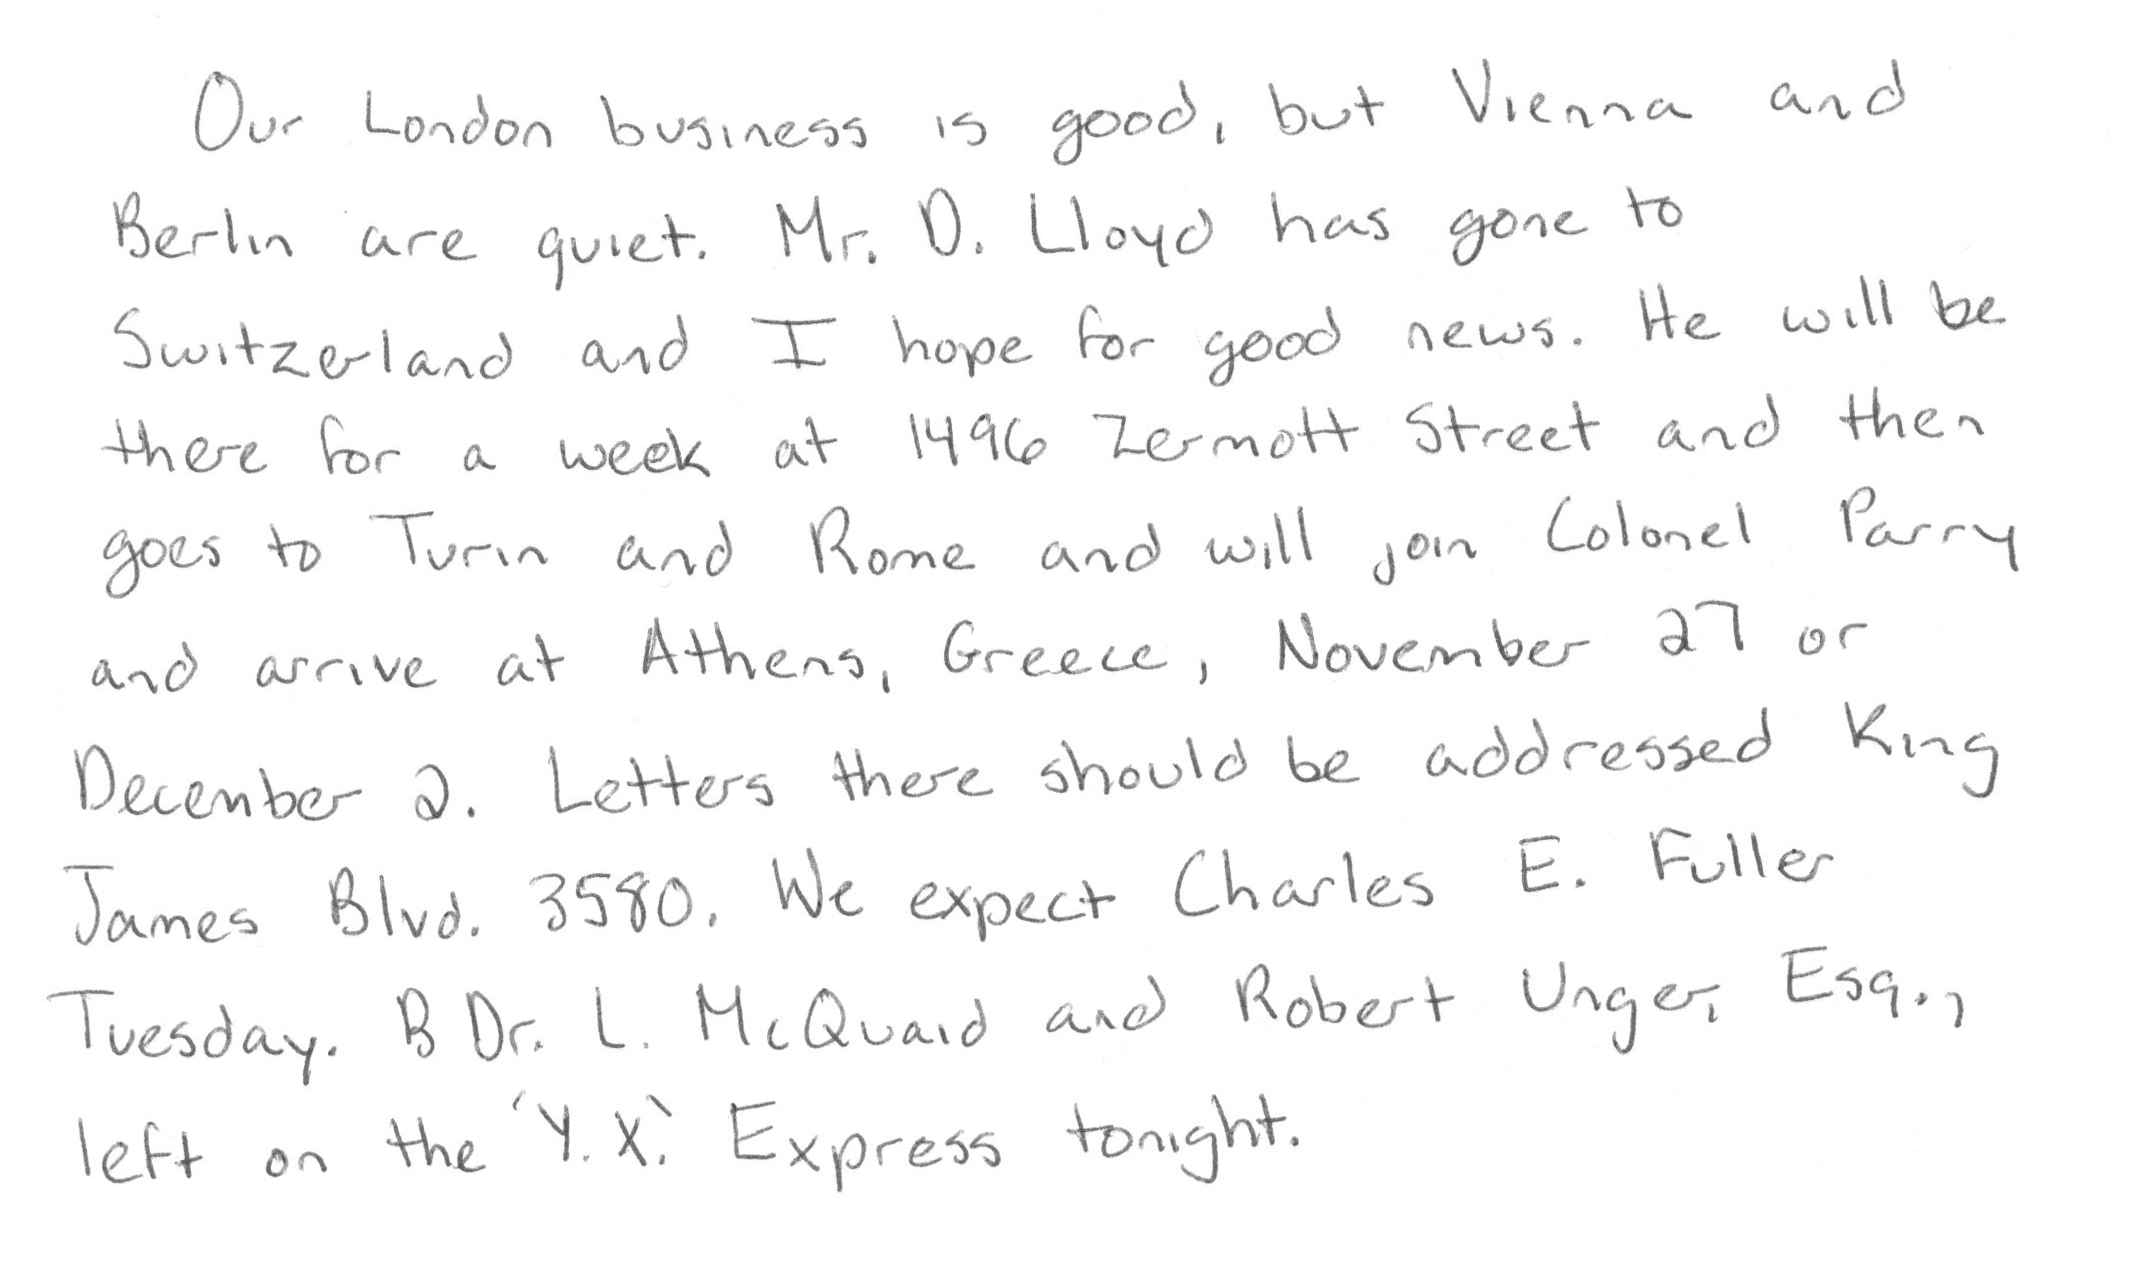 Our London business is good, but Vienna and
Berlin are quiet. Mr. D. Lloyd has gone to
Switzerland and I hope for good news. He will be
there for a week at 1496 Zermott Street and then
goes to Turin and Rome and will join Colonel Parry
and arrive at Athens, Greece, November 27 or
December 2. Letters there should be addressed King
James Blvd. 3580. We expect Charles E. Fuller
Tuesday. B Dr. L. McQuaid and Robert Unger, Esq.,
left on the 'Y.X.' Express tonight.